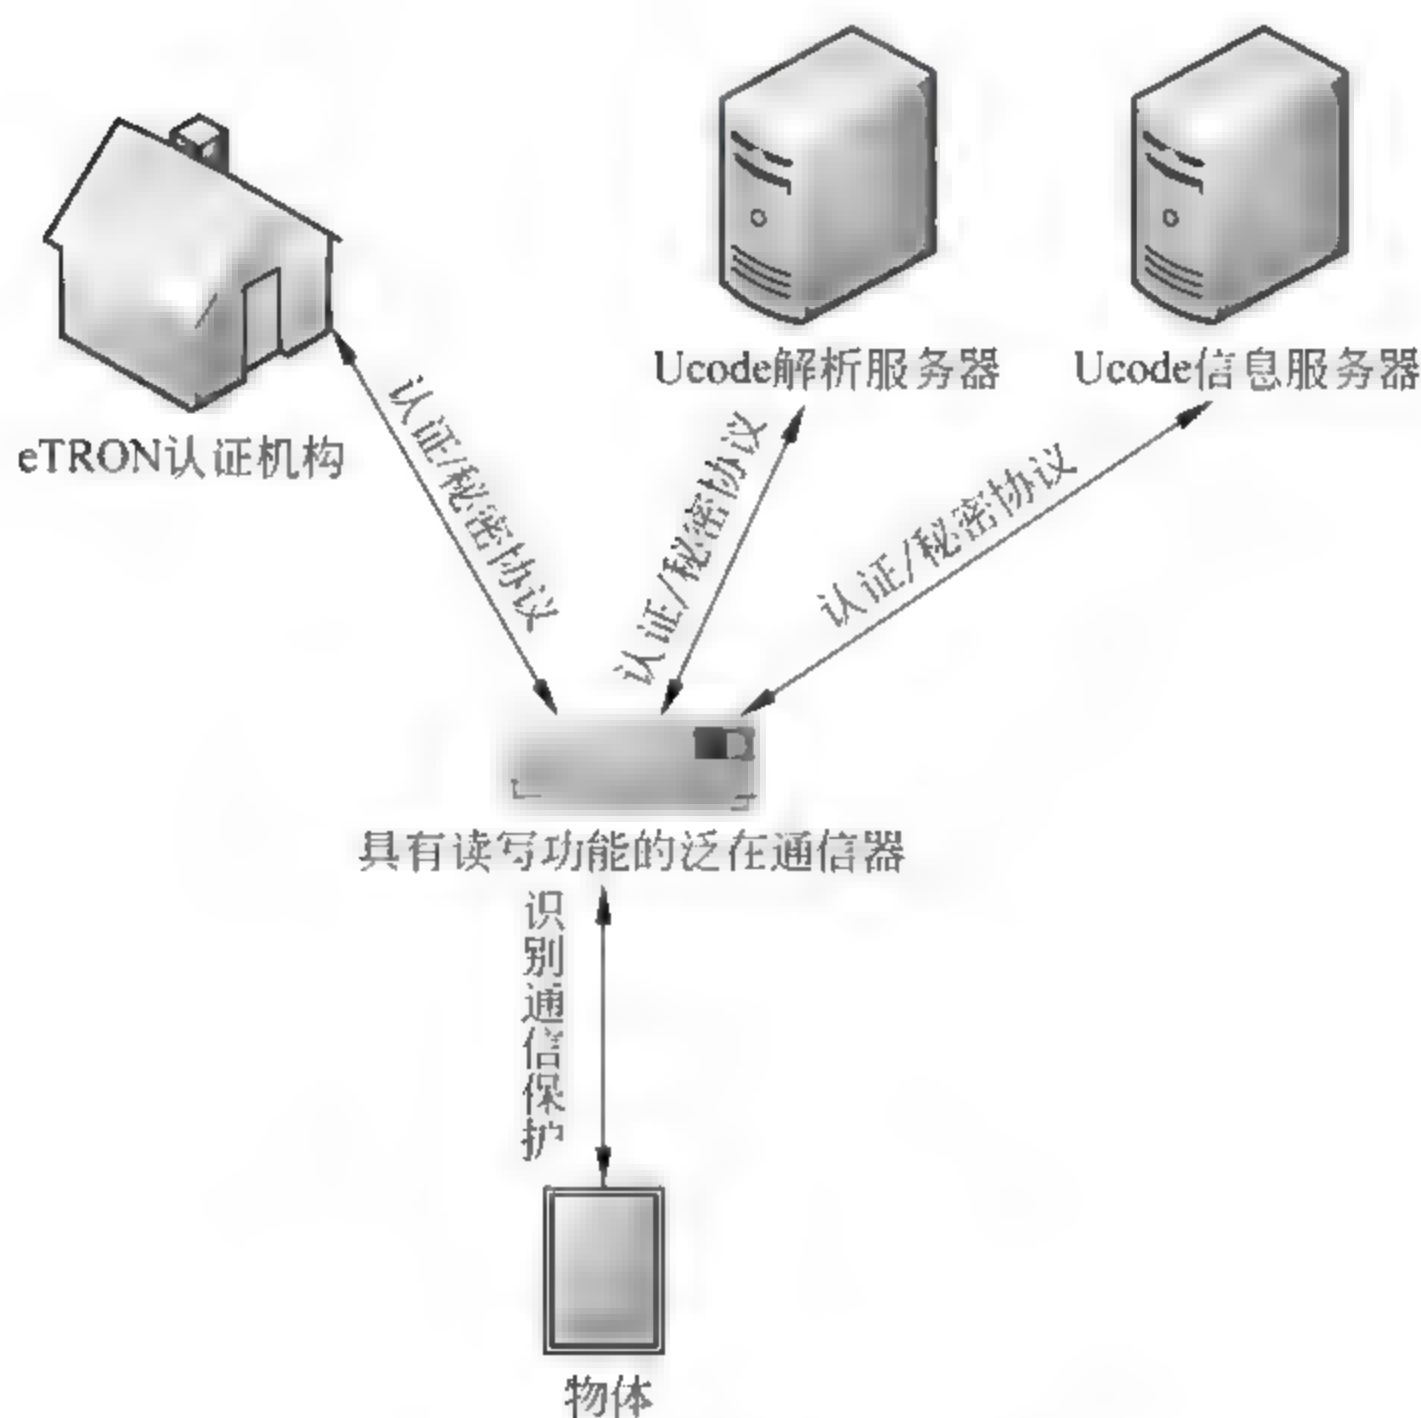 Ucode解析服务器
Ucode信息服务器
eTRON认证机构
认证/秘密协议
认证/秘密协议
认证/秘密协议
具有读写功能的泛在通信器
识别通信保护
物体